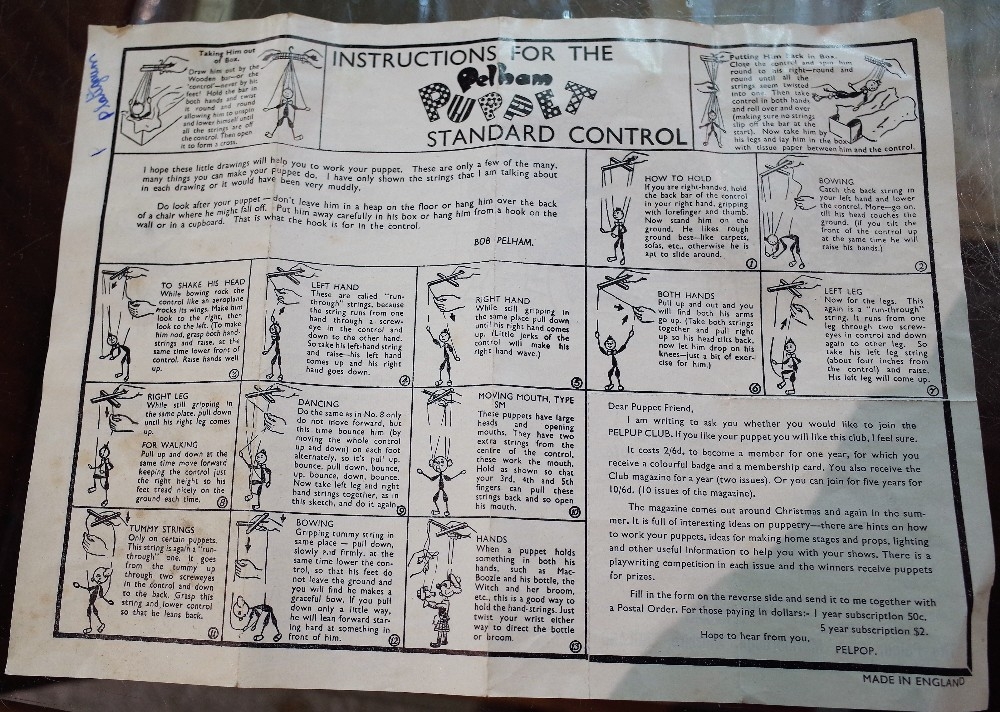 Taking Him out
of Box.
Draw him out by the
Wooden Bar—or the
'control'—never by his
feet! Hold the bar in
both hands and twist
it round and round
allowing him to unspin
and lower himself until
all the strings are off
the control. Then open
it to form a cross.
INSTRUCTIONS FOR THE
Pelham
PUPPET
STANDARD CONTROL
Putting Him back in Box.
Close the control and spin him
round to his right—round and
round until all the
strings seem twisted
into one. Then take
control in both hands
and roll over and over
(making sure no strings
slip off the bar at the
start). Now take him by
his legs and lay him in the box
with tissue paper between him and the control.
I hope these little drawings will help you to work your puppet. These are only a few of the many,
many things you can make your puppet do. I have only shown the strings that I am talking about
in each drawing or it would have been very muddly.
Do look after your puppet — don't leave him in a heap on the floor or hang him over the back
of a chair where he might fall off. Put him away carefully in his box or hang him from a hook on the
wall or in a cupboard. That is what the hook is for in the control.
BOB PELHAM.
HOW TO HOLD
If you are right-handed, hold
the back bar of the control
in your right hand, gripping
with forefinger and thumb.
Now stand him on the
ground. He likes rough
ground best—like carpets,
sofas, etc., otherwise he is
apt to slide around.
1
BOWING
Catch the back string in
your left hand and lower
the control. More—go on,
till his head touches the
ground. (if you tilt the
front of the control up
at the same time he will
raise his hands.)
2
TO SHAKE HIS HEAD
While bowing rock the
control like an aeroplane
rocks its wings. Make him
look to the right, then
look to the left. (To make
him nod, grasp both hand
strings and raise, at the
same time lower front of
control. Raise hands well
up.
3
LEFT HAND
These are called "run-
through" strings, because
the string runs from one
hand through a screw-
eye in the control and
down to the other hand.
So take his left-hand string
and raise—his left hand
comes up and his right
hand goes down.
4
RIGHT HAND
While still gripping in
the same place pull down
until his right hand comes
up. (Little jerks of the
control will make his
right hand wave.)
5
BOTH HANDS
Pull up and out and you
will find both his arms
go up. (Take both strings
together and pull right
up so his head tilts back,
now let him drop on his
knees—just a bit of exer-
cise for him.)
6
LEFT LEG
Now for the legs. This
again is a "run-through"
string. It runs from one
leg through two screw-
eyes in control and down
again to other leg. So
take his left leg string
(about four inches from
the control) and raise.
His left leg will come up.
7
RIGHT LEG
While still gripping in
the same place, pull down
until his right leg comes
up.
FOR WALKING
Pull up and down at the
same time move forward
keeping the control just
the right height so his
feet tread nicely on the
ground each time.
8
DANCING
Do the same as in No. 8 only
do not move forward, but
this time bounce him (by
moving the whole control
up and down) on each foot
alternately, so it's pull up,
bounce, pull down, bounce,
up, bounce, down, bounce.
Now take left leg and right
hand strings together, as in
this sketch, and do it again.
9
MOVING MOUTH, TYPE
SM
These puppets have large
heads and opening
mouths. They have two
extra strings from the
centre of the control,
these work the mouth.
Hold as shown so that
your 3rd, 4th and 5th
fingers can pull these
strings back and so open
his mouth.
10
TUMMY STRINGS
Only on certain puppets.
This string is again a "run-
through" one. It goes
from the tummy up
through two screweyes
in the control and down
to the back. Grasp this
string and lower control
so that he leans back.
11
BOWING
Gripping tummy string in
same place — pull down,
slowly and firmly, at the
same time lower the con-
trol, so that his feet do
not leave the ground and
you will find he makes a
graceful bow. If you pull
down only a little way,
he will lean forward star-
ing hard at something in
front of him.
12
HANDS
When a puppet holds
something in both his
hands, such as Mac-
Boozle and his bottle, the
Witch and her broom,
etc., this is a good way to
hold the hand-strings. Just
twist your wrist either
way to direct the bottle
or broom.
13
Dear Puppet Friend,
I am writing to ask you whether you would like to join the
PELPUP CLUB. If you like your puppet you will like this club, I feel sure.
It costs 2/6d. to become a member for one year, for which you
receive a colourful badge and a membership card. You also receive the
Club magazine for a year (two issues). Or you can join for five years for
10/6d. (10 issues of the magazine).
The magazine comes out around Christmas and again in the sum-
mer. It is full of interesting ideas on puppetry—there are hints on how
to work your puppets, ideas for making home stages and props, lighting
and other useful information to help you with your shows. There is a
playwriting competition in each issue and the winners receive puppets
for prizes.
Fill in the form on the reverse side and send it to me together with
a Postal Order. For those paying in dollars:- 1 year subscription 50c.
5 year subscription $2.
Hope to hear from you,
PELPOP.
MADE IN ENGLAND